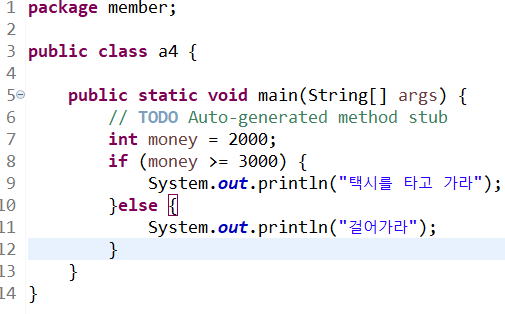 1 package member;
2
3 public class a4 {
4
5     public static void main(String[] args) {
6         // TODO Auto-generated method stub
7         int money = 2000;
8         if (money >= 3000) {
9             System.out.println("택시를 타고 가라");
10         }else {
11             System.out.println("걸어가라");
12         }
13     }
14 }